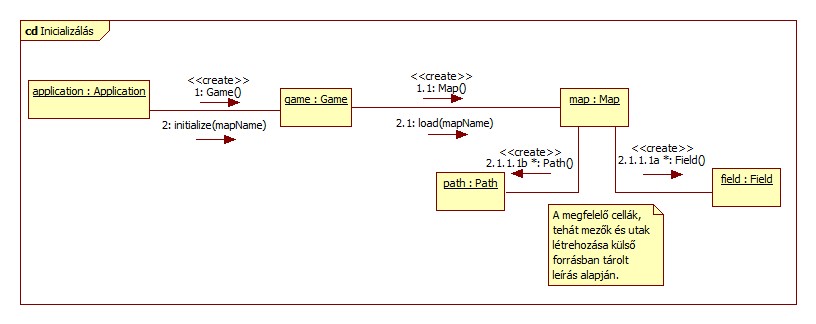 cd Inicializálás
<<create>>
1: Game()
application : Application
2: initialize(mapName)
game : Game
<<create>>
1.1: Map()
2.1: load(mapName)
map : Map
<<create>>
2.1.1.1b *: Path()
path : Path
<<create>>
2.1.1.1a *: Field()
field : Field
A megfelelő cellák,
tehát mezők és utak
létrehozása külső
forrásban tárolt
leírás alapján.